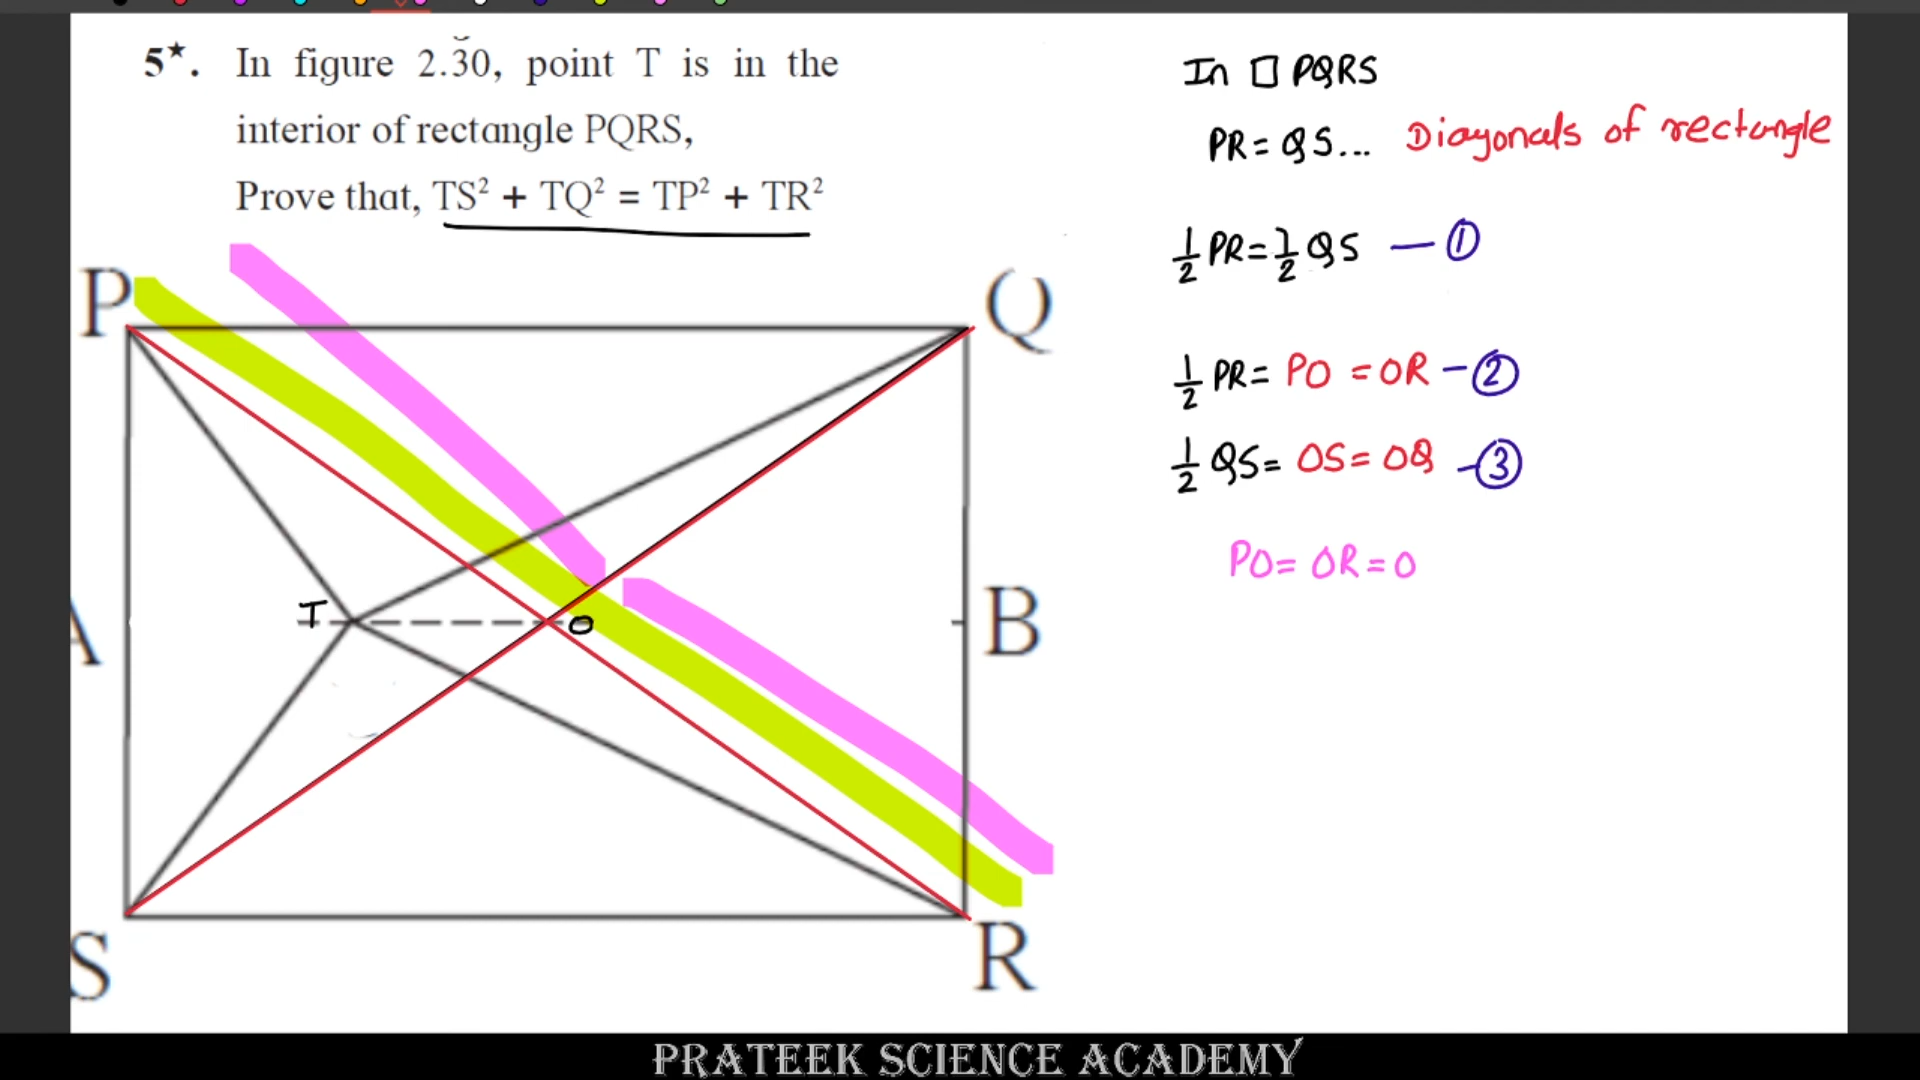 5★. In figure 2.30, point T is in the
interior of rectangle PQRS,
Prove that, TS² + TQ² = TP² + TR²
P
Q
T
O
A
B
S
R
In □ PQRS
PR = QS... Diagonals of rectangle
½ PR = ½ QS — ①
½ PR = PO = OR – ②
½ QS = OS = OQ – ③
PO = OR = O
PRATEEK SCIENCE ACADEMY